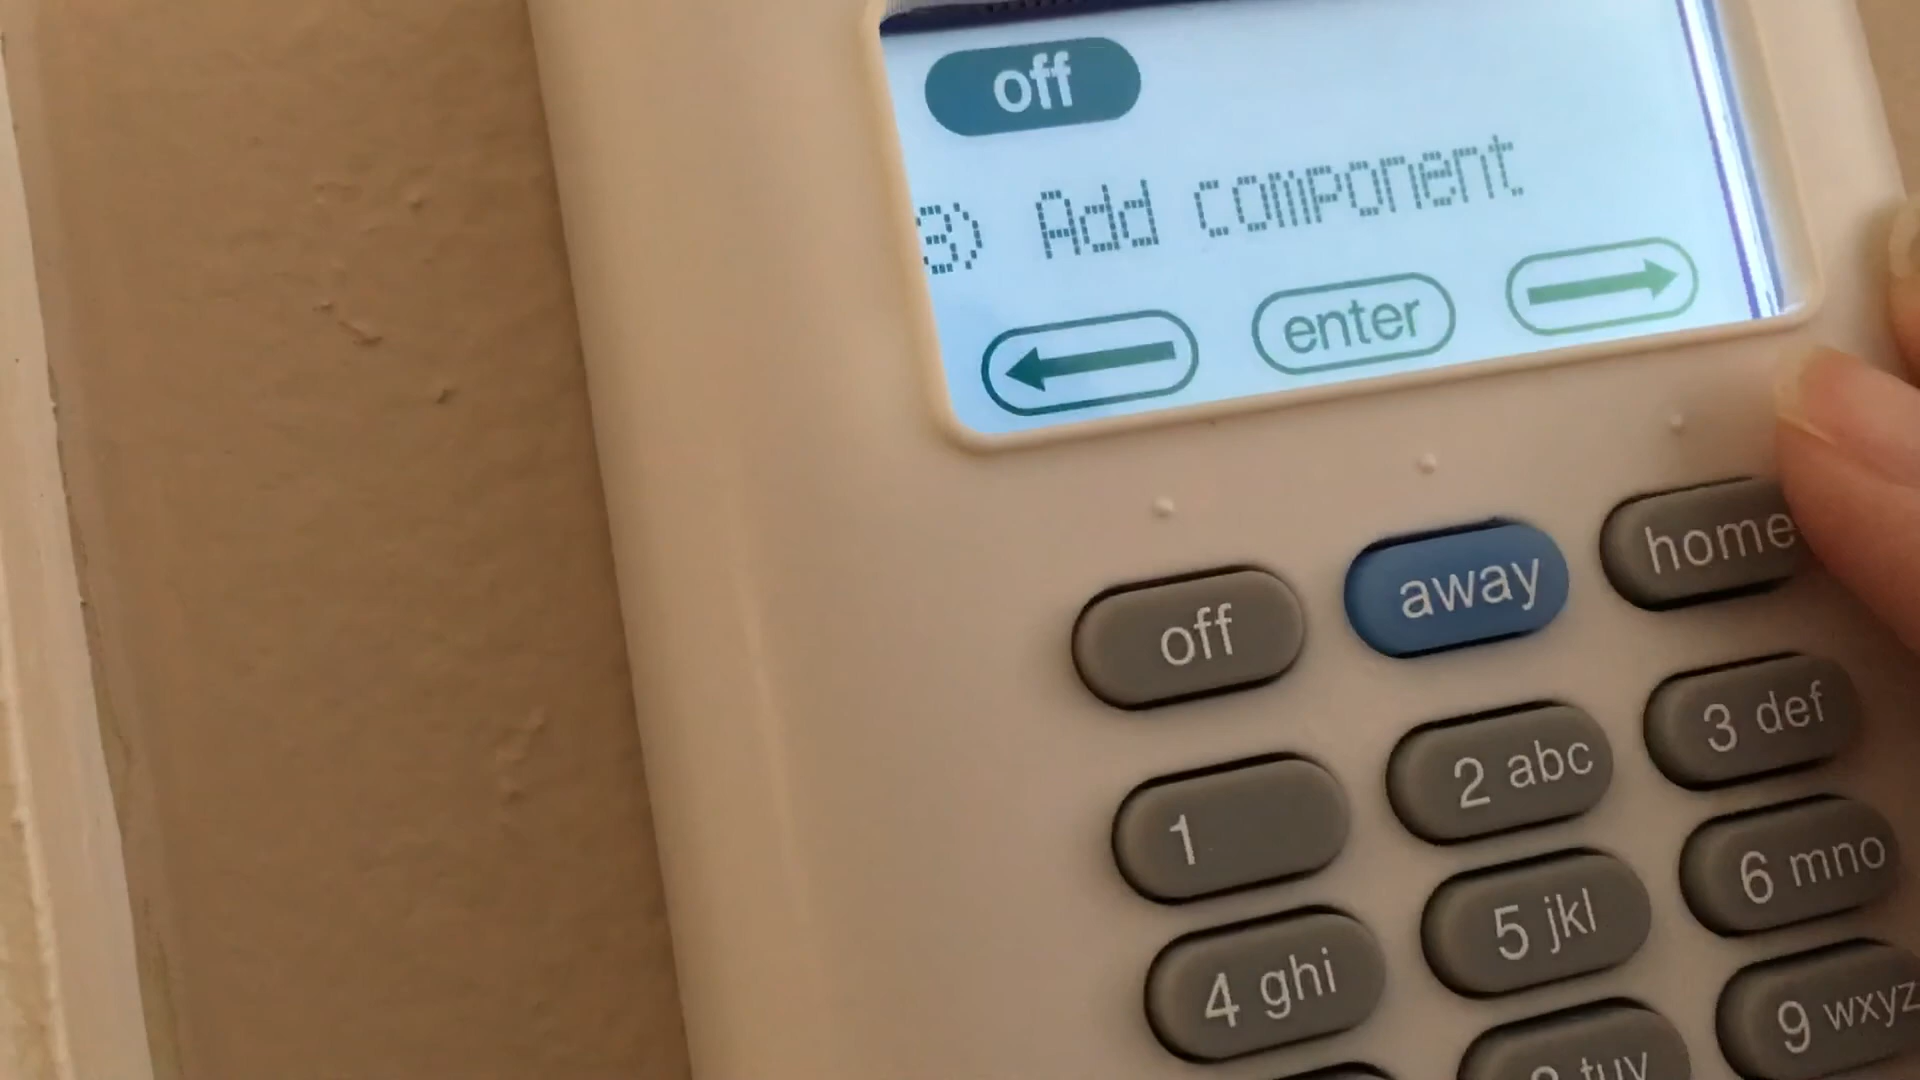 off
3) Add component
enter
off away home
1 2 abc 3 def
4 ghi 5 jkl 6 mno
tuv 9 wxyz